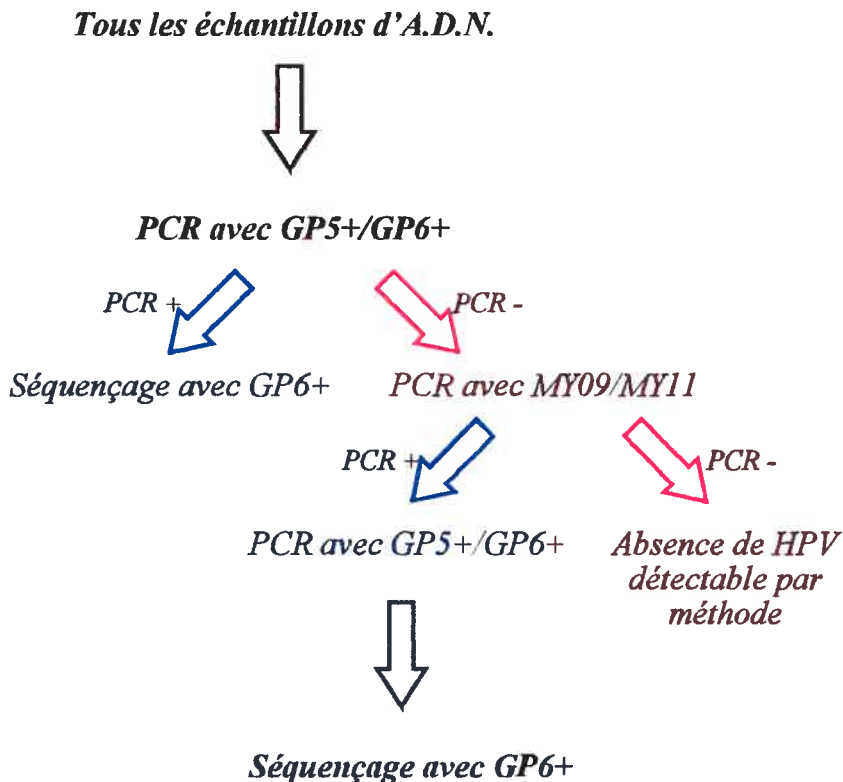 Tous les échantillons d'A.D.N.
PCR avec GP5+/GP6+
PCR +
PCR -
Séquençage avec GP6+
PCR avec MY09/MY11
PCR +
PCR -
PCR avec GP5+/GP6+
Absence de HPV
détectable par
méthode
Séquençage avec GP6+